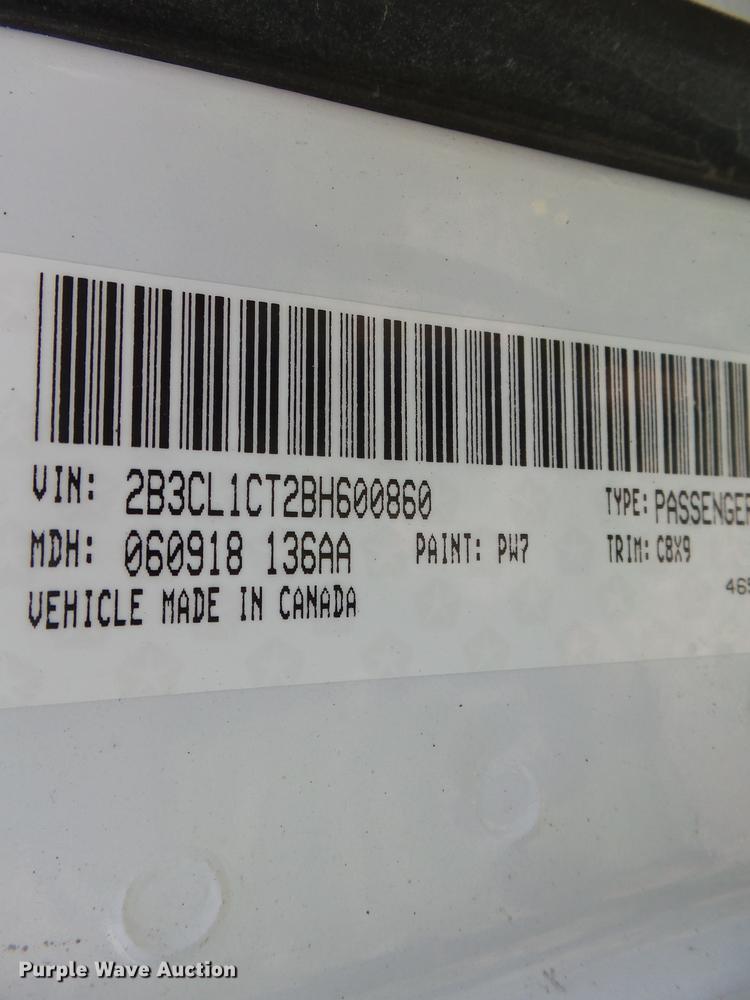 VIN: 2B3CL1CT2BH600860 TYPE: PASSENGER
MDH: 060918 136AA PAINT: PW7 TRIM: C8X9
VEHICLE MADE IN CANADA
Purple Wave Auction